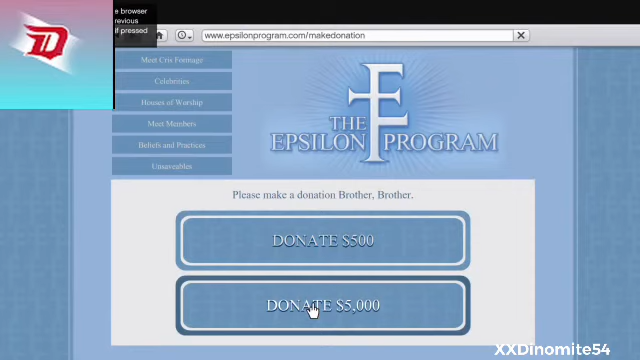 e browser
revious
if pressed
www.epsilonprogram.com/makedonation
Meet Cris Formage
Celebrities
Houses of Worship
Meet Members
Beliefs and Practices
Unsaveables
THE
EPSILON PROGRAM
Please make a donation Brother, Brother.
DONATE $500
DONATE $5,000
XXDinomite54
D